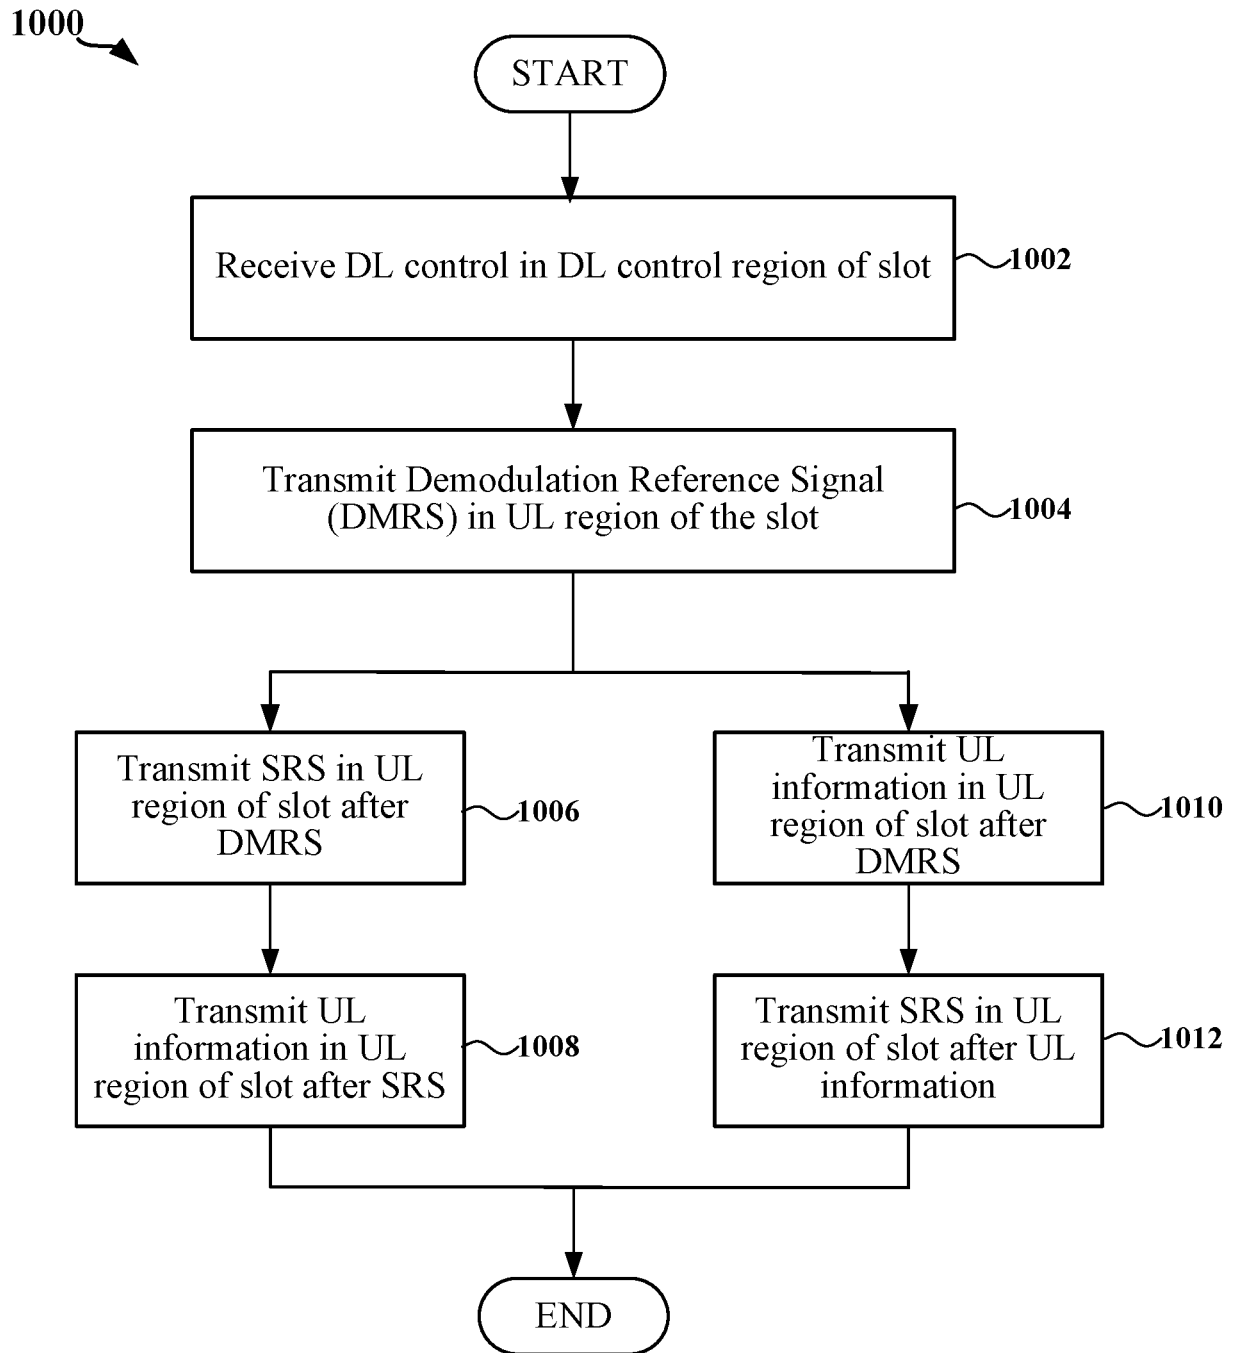 1000
START
Receive DL control in DL control region of slot
1002
Transmit Demodulation Reference Signal
(DMRS) in UL region of the slot
1004
Transmit SRS in UL
region of slot after
DMRS
1006
Transmit UL
information in UL
region of slot after
DMRS
1010
Transmit UL
information in UL
region of slot after SRS
1008
Transmit SRS in UL
region of slot after UL
information
1012
END